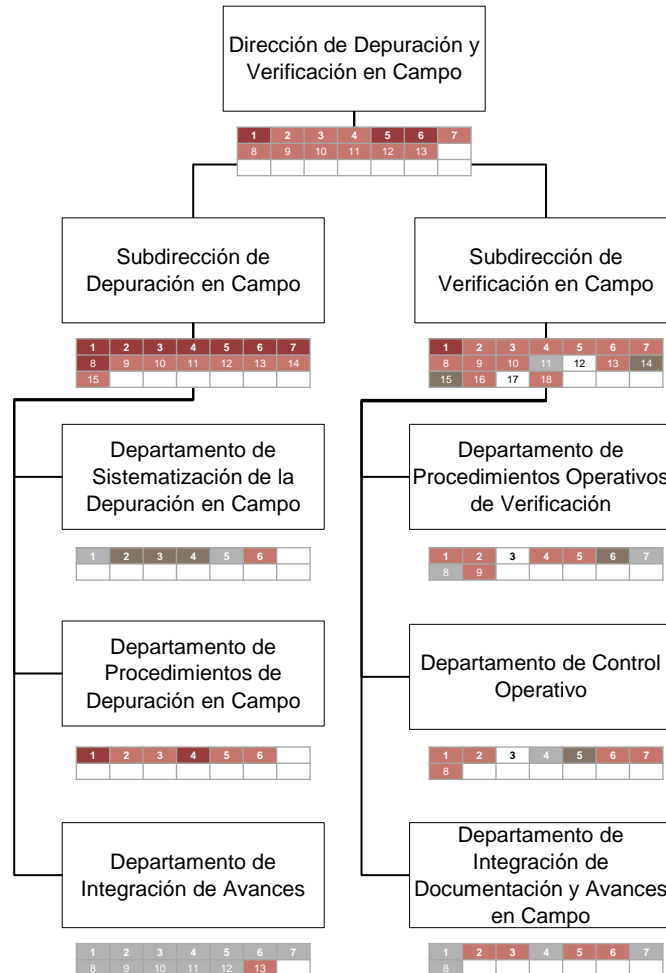 Dirección de Depuración y
Verificación en Campo
1 2 3 4 5 6 7
8 9 10 11 12 13
Subdirección de
Depuración en Campo
1 2 3 4 5 6 7
8 9 10 11 12 13 14
15
Subdirección de
Verificación en Campo
1 2 3 4 5 6 7
8 9 10 11 12 13 14
15 16 17 18
Departamento de
Sistematización de la
Depuración en Campo
1 2 3 4 5 6
Departamento de
Procedimientos Operativos
de Verificación
1 2 3 4 5 6 7
8 9
Departamento de
Procedimientos de
Depuración en Campo
1 2 3 4 5 6
Departamento de Control
Operativo
1 2 3 4 5 6 7
8
Departamento de
Integración de Avances
1 2 3 4 5 6 7
8 9 10 11 12 13
Departamento de
Integración de
Documentación y Avances
en Campo
1 2 3 4 5 6 7
8